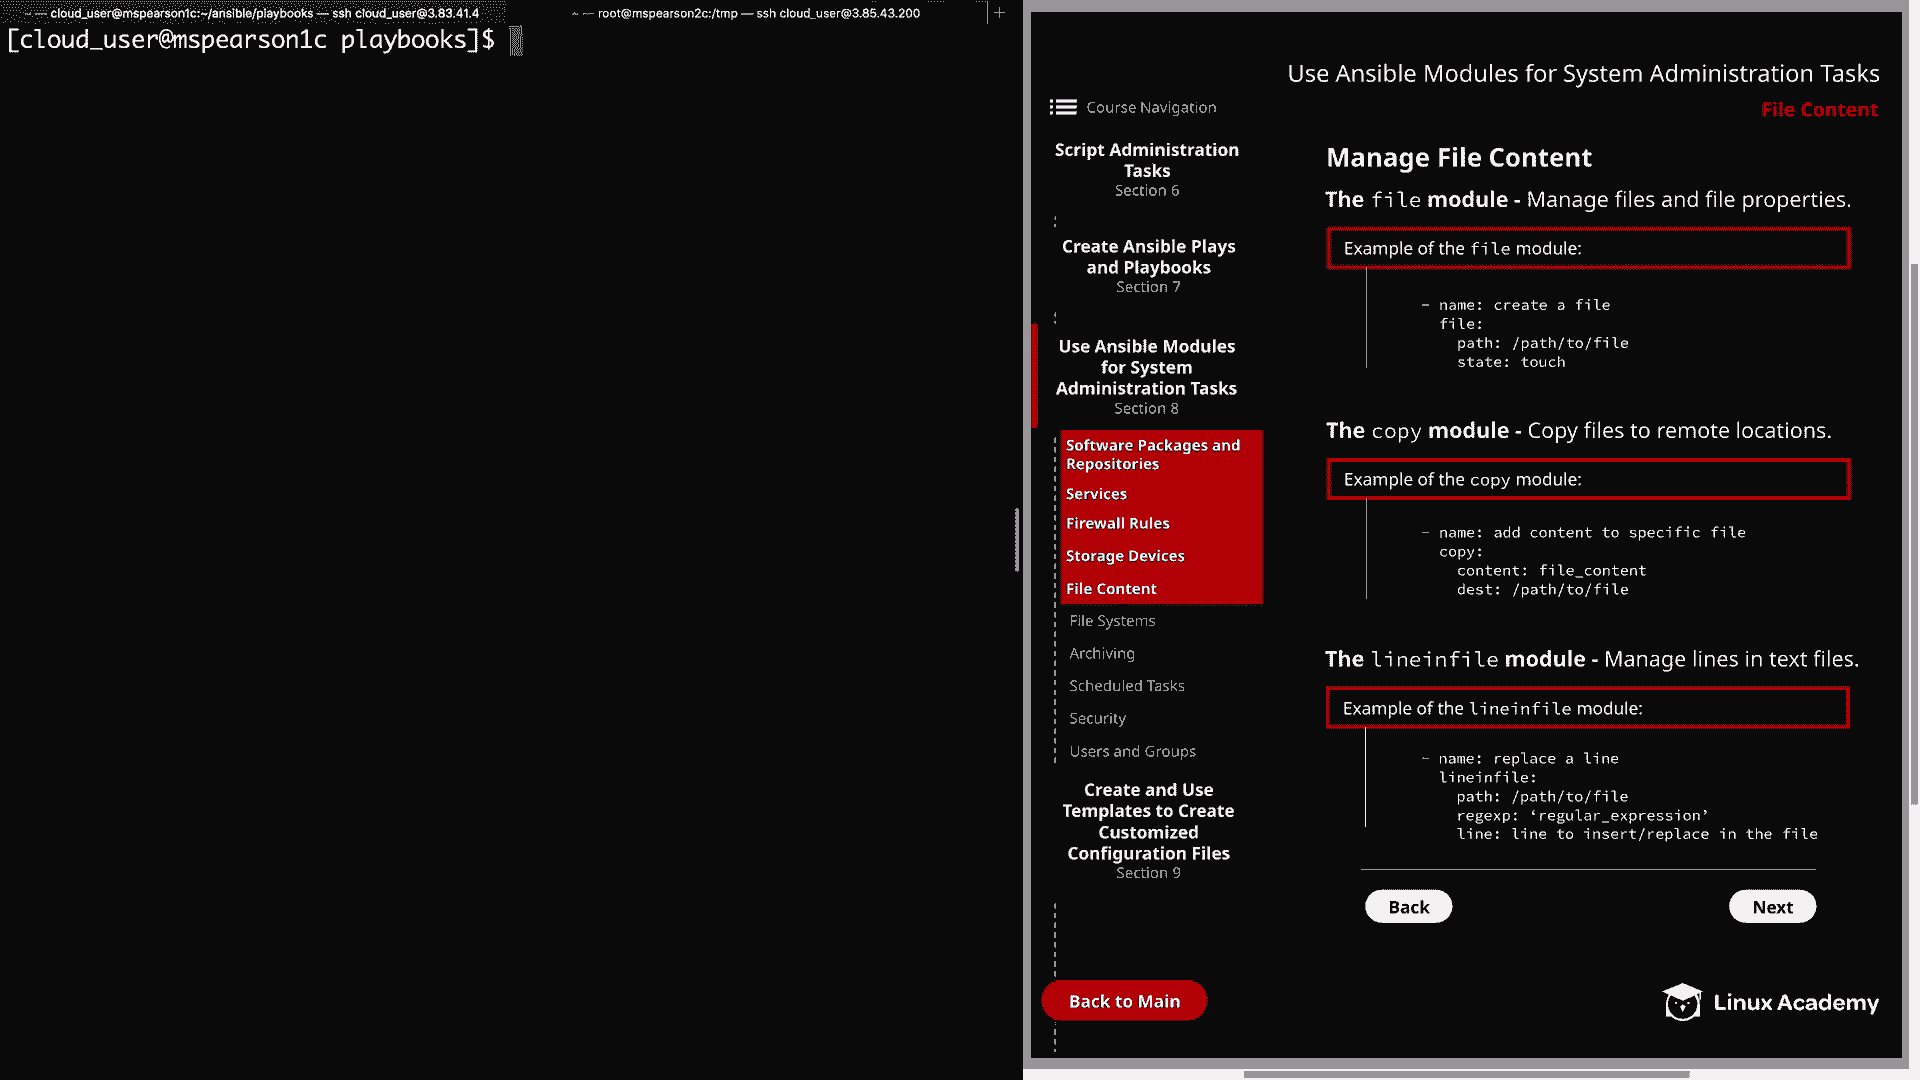 ~ — cloud_user@mspearson1c:~/ansible/playbooks — ssh cloud_user@3.83.41.4
~ — root@mspearson2c:/tmp — ssh cloud_user@3.85.43.200
+
[cloud_user@mspearson1c playbooks]$
Use Ansible Modules for System Administration Tasks
File Content
Course Navigation
Script Administration
Tasks
Section 6
Create Ansible Plays
and Playbooks
Section 7
Use Ansible Modules
for System
Administration Tasks
Section 8
Software Packages and
Repositories
Services
Firewall Rules
Storage Devices
File Content
File Systems
Archiving
Scheduled Tasks
Security
Users and Groups
Create and Use
Templates to Create
Customized
Configuration Files
Section 9
Back to Main
Manage File Content
The file module - Manage files and file properties.
Example of the file module:
- name: create a file
file:
path: /path/to/file
state: touch
The copy module - Copy files to remote locations.
Example of the copy module:
- name: add content to specific file
copy:
content: file_content
dest: /path/to/file
The lineinfile module - Manage lines in text files.
Example of the lineinfile module:
- name: replace a line
lineinfile:
path: /path/to/file
regexp: ‘regular_expression’
line: line to insert/replace in the file
Back
Next
Linux Academy